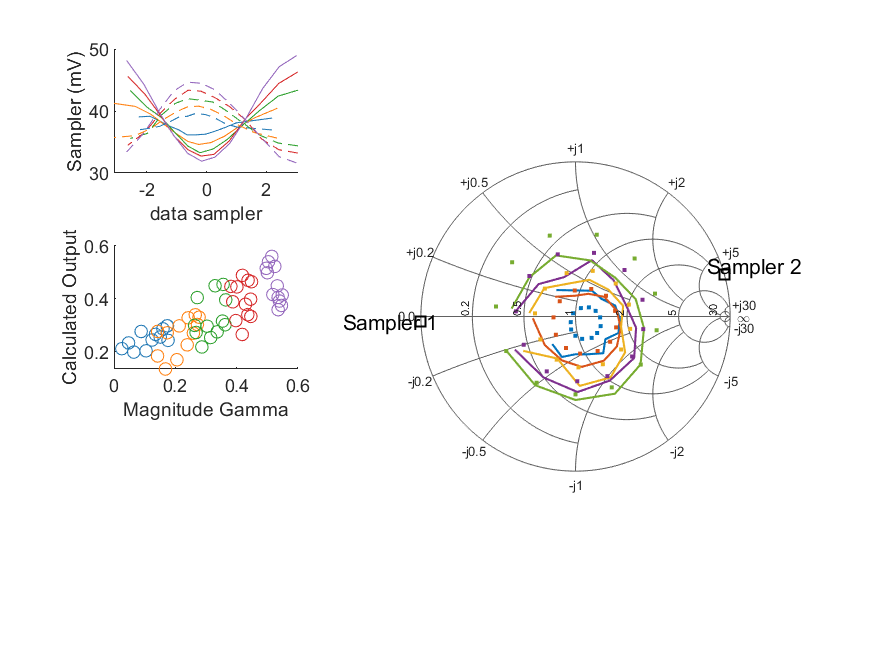 50
40
30
Sampler (mV)
-2 0 2
data sampler
0.6
0.4
0.2
Calculated Output
0 0.2 0.4 0.6
Magnitude Gamma
+j1
+j0.5 +j2
+j0.2 +j5
Sampler 2
0.2 0.5 1 2 5 30
+j30
0.0 ∞
Sampler 1
-j30
-j0.2 -j5
-j0.5 -j2
-j1